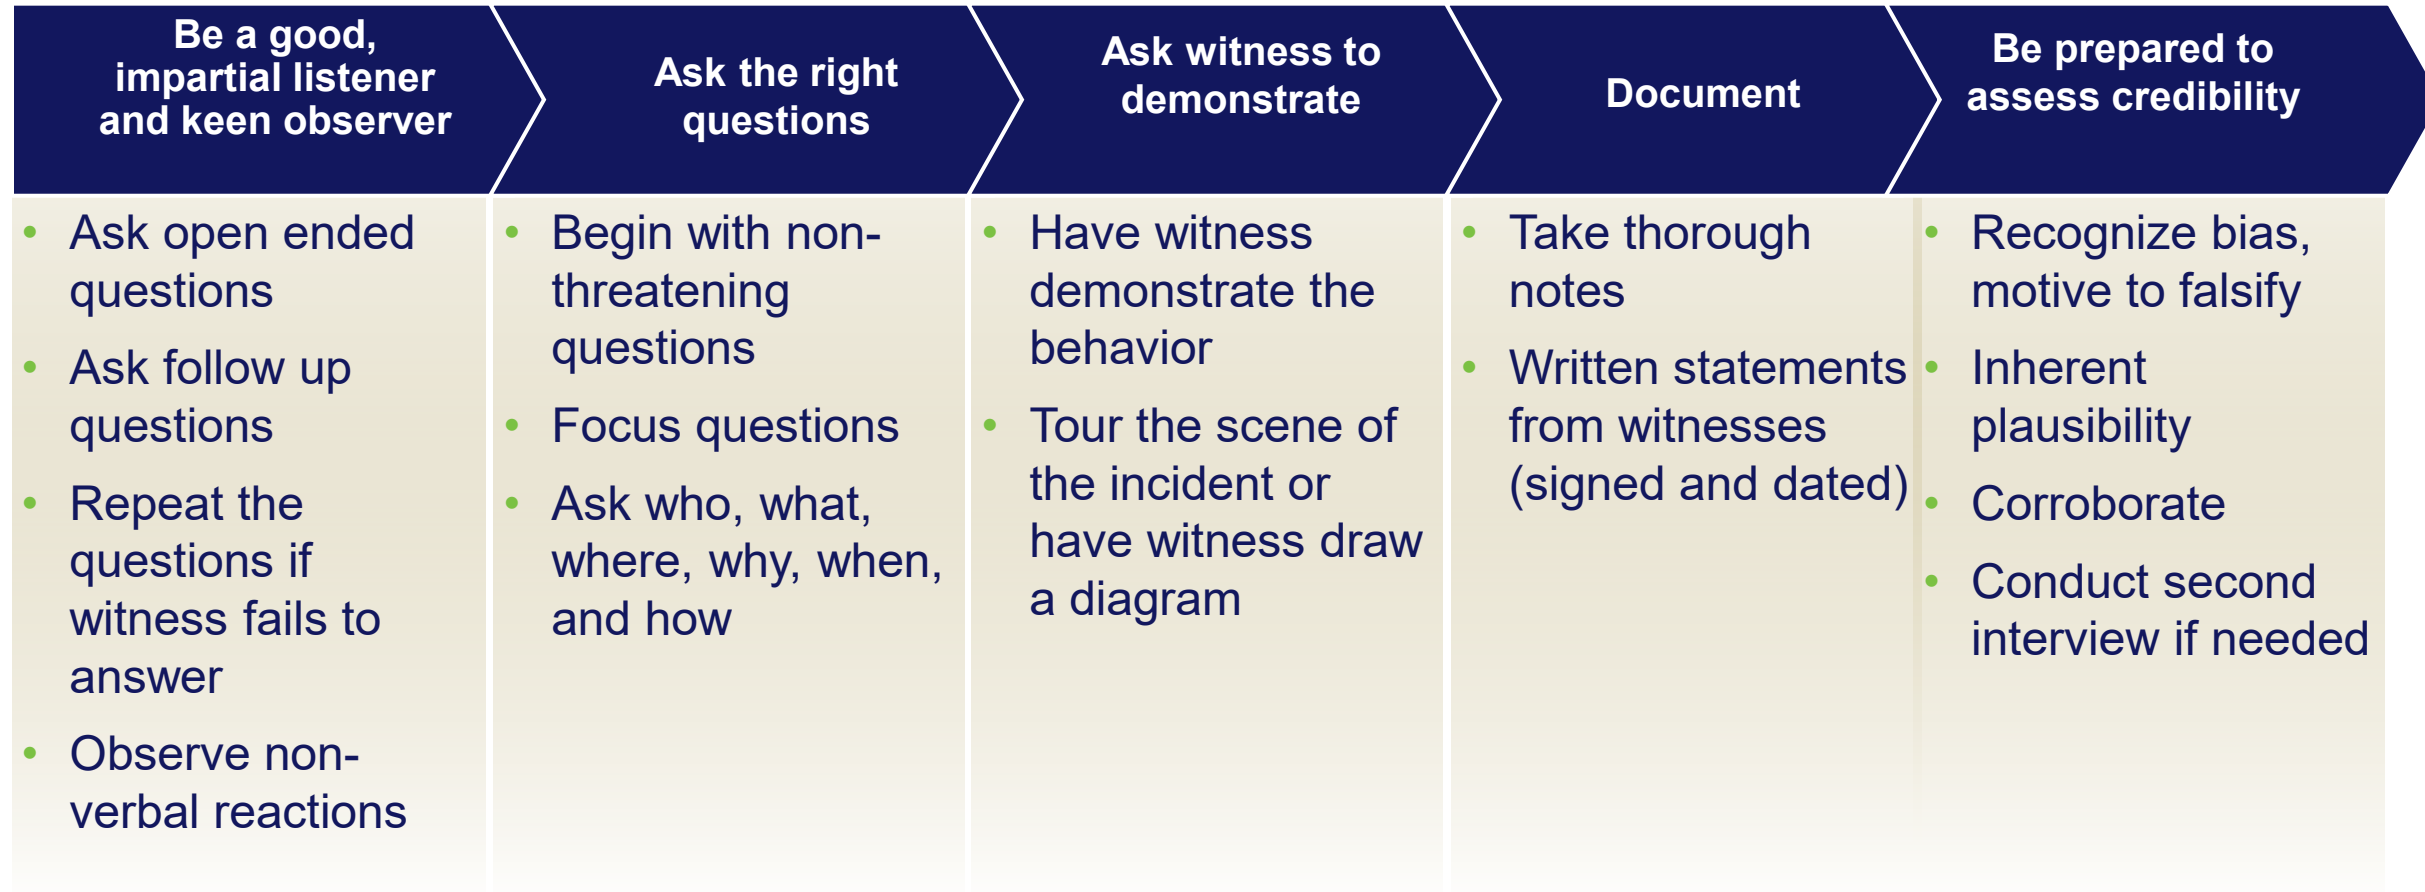 Be a good,
impartial listener
and keen observer
Ask the right
questions
Ask witness to
demonstrate
Document
Be prepared to
assess credibility
• Ask open ended
questions
• Ask follow up
questions
• Repeat the
questions if
witness fails to
answer
• Observe non-
verbal reactions
• Begin with non-
threatening
questions
• Focus questions
• Ask who, what,
where, why, when,
and how
• Have witness
demonstrate the
behavior
• Tour the scene of
the incident or
have witness draw
a diagram
• Take thorough
notes
• Written statements
from witnesses
(signed and dated)
• Recognize bias,
motive to falsify
• Inherent
plausibility
• Corroborate
• Conduct second
interview if needed